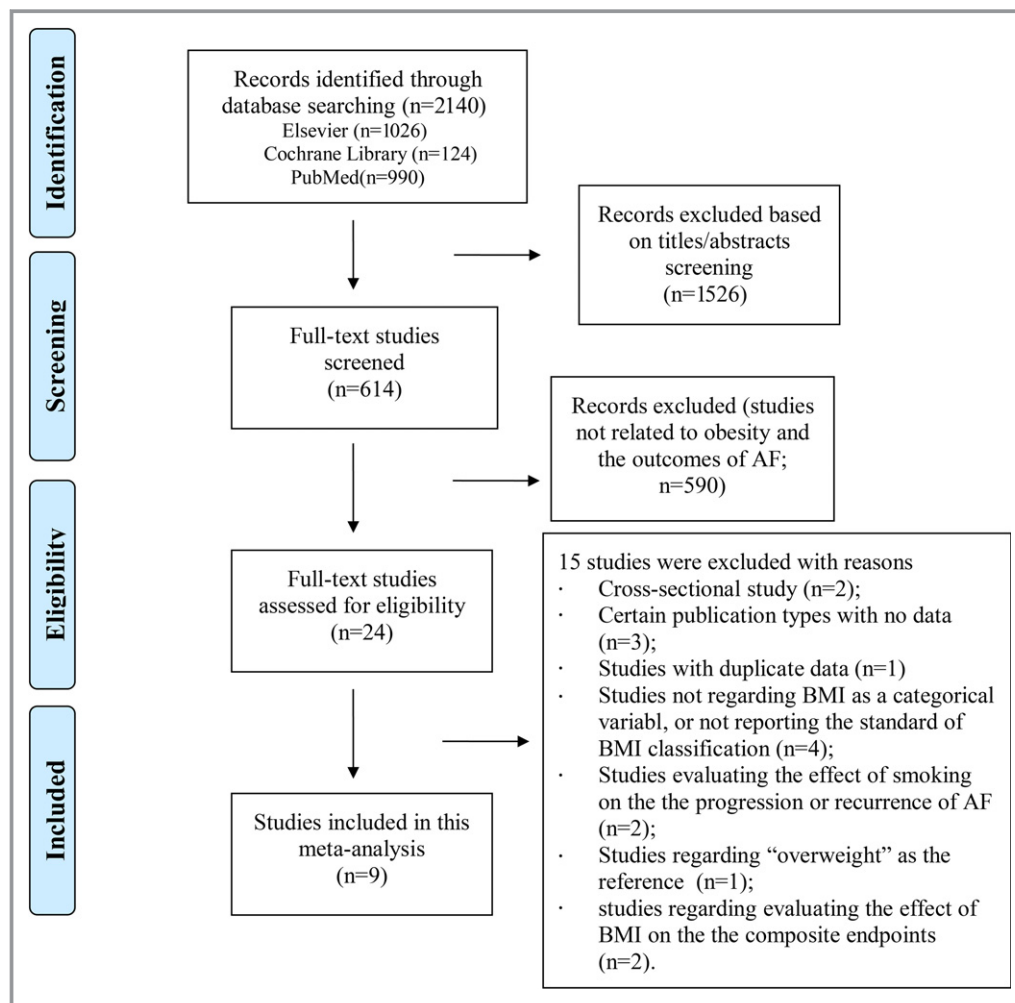 Identification
Records identified through
database searching (n=2140)
Elsevier (n=1026)
Cochrane Library (n=124)
PubMed(n=990)
Records excluded based
on titles/abstracts
screening
(n=1526)
Screening
Full-text studies
screened
(n=614)
Records excluded (studies
not related to obesity and
the outcomes of AF;
n=590)
Eligibility
Full-text studies
assessed for eligibility
(n=24)
15 studies were excluded with reasons
· Cross-sectional study (n=2);
· Certain publication types with no data
(n=3);
· Studies with duplicate data (n=1)
· Studies not regarding BMI as a categorical
variabl, or not reporting the standard of
BMI classification (n=4);
· Studies evaluating the effect of smoking
on the the progression or recurrence of AF
(n=2);
· Studies regarding “overweight” as the
reference (n=1);
· studies regarding evaluating the effect of
BMI on the the composite endpoints
(n=2).
Included
Studies included in this
meta-analysis
(n=9)